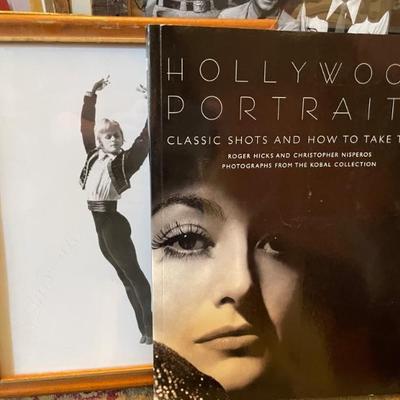 HOLLYWOO
PORTRAIT
CLASSIC SHOTS AND HOW TO TAKE T
ROGER HICKS AND CHRISTOPHER NISPEROS
PHOTOGRAPHS FROM THE KOBAL COLLECTION